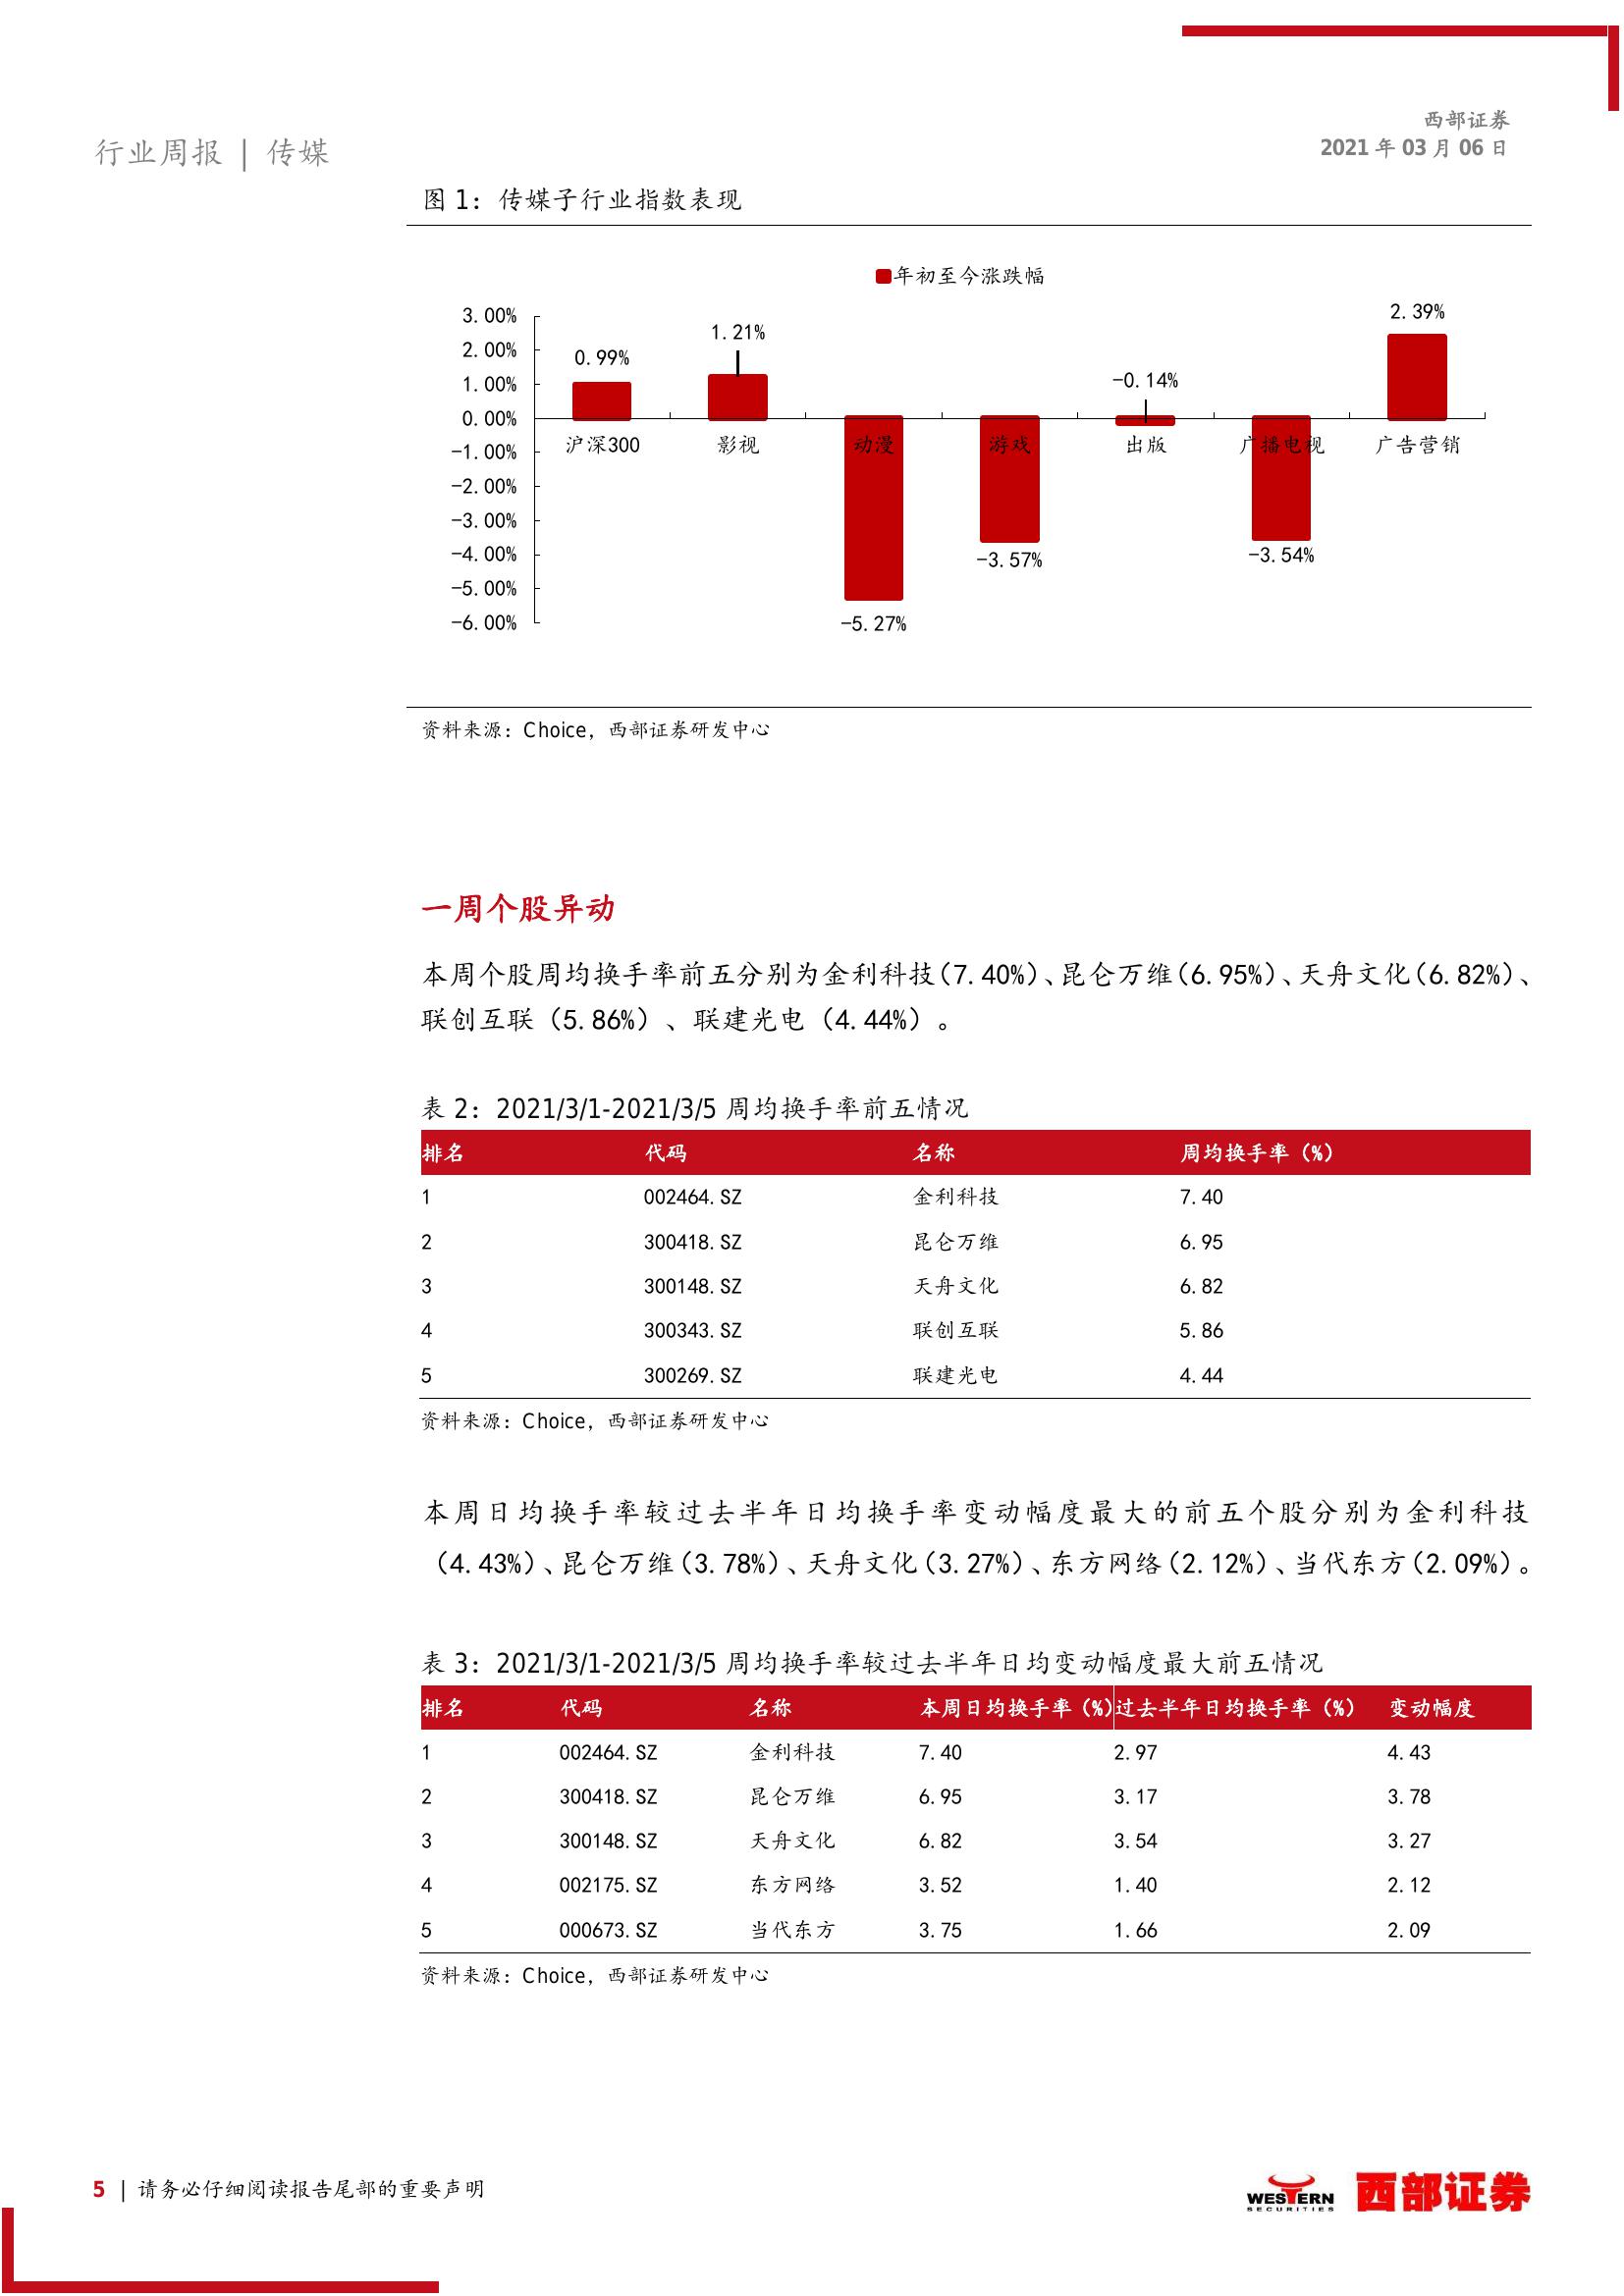 西部证券
行业周报 | 传媒
2021 年 03 月 06 日
图 1：传媒子行业指数表现
年初至今涨跌幅
3.00%
2.00%
1.00%
0.00%
-1.00%
-2.00%
-3.00%
-4.00%
-5.00%
-6.00%
0.99%
1.21%
-5.27%
-3.57%
-0.14%
-3.54%
2.39%
沪深300 影视 动漫 游戏 出版 广播电视 广告营销
资料来源：Choice，西部证券研发中心
一周个股异动
本周个股周均换手率前五分别为金利科技（7.40%）、昆仑万维（6.95%）、天舟文化（6.82%）、
联创互联（5.86%）、联建光电（4.44%）。
表 2：2021/3/1-2021/3/5 周均换手率前五情况
排名 代码 名称 周均换手率（%）
1 002464.SZ 金利科技 7.40
2 300418.SZ 昆仑万维 6.95
3 300148.SZ 天舟文化 6.82
4 300343.SZ 联创互联 5.86
5 300269.SZ 联建光电 4.44
资料来源：Choice，西部证券研发中心
本周日均换手率较过去半年日均换手率变动幅度最大的前五个股分别为金利科技
（4.43%）、昆仑万维（3.78%）、天舟文化（3.27%）、东方网络（2.12%）、当代东方（2.09%）。
表 3：2021/3/1-2021/3/5 周均换手率较过去半年日均变动幅度最大前五情况
排名 代码 名称 本周日均换手率（%） 过去半年日均换手率（%） 变动幅度
1 002464.SZ 金利科技 7.40 2.97 4.43
2 300418.SZ 昆仑万维 6.95 3.17 3.78
3 300148.SZ 天舟文化 6.82 3.54 3.27
4 002175.SZ 东方网络 3.52 1.40 2.12
5 000673.SZ 当代东方 3.75 1.66 2.09
资料来源：Choice，西部证券研发中心
5 | 请务必仔细阅读报告尾部的重要声明
WESTERN
SECURITIES
西部证券